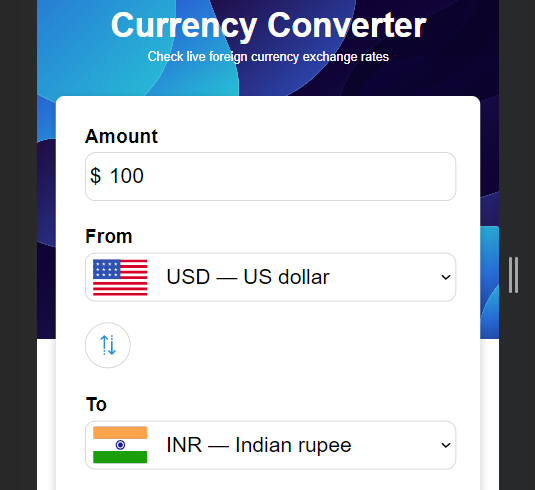 Currency Converter
Check live foreign currency exchange rates
Amount
$ 100
From
USD — US dollar
To
INR — Indian rupee